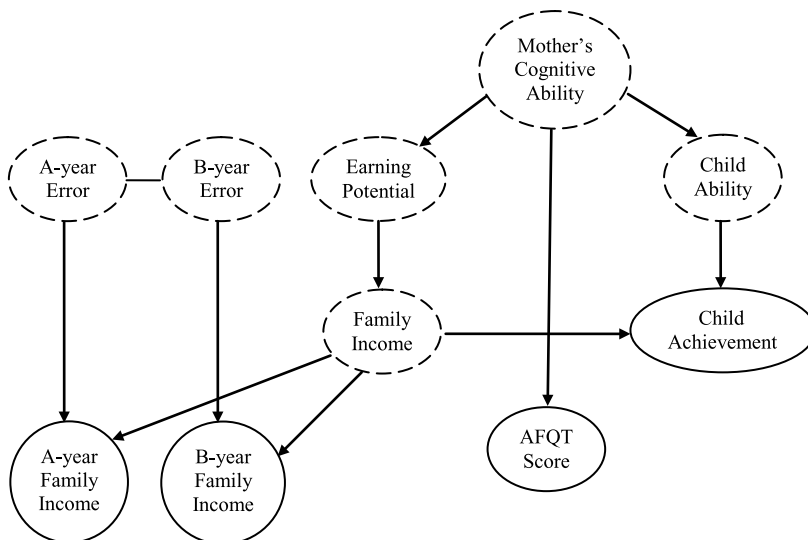 Mother’s
Cognitive
Ability
A-year
Error
B-year
Error
Earning
Potential
Child
Ability
Family
Income
Child
Achievement
A-year
Family
Income
B-year
Family
Income
AFQT
Score